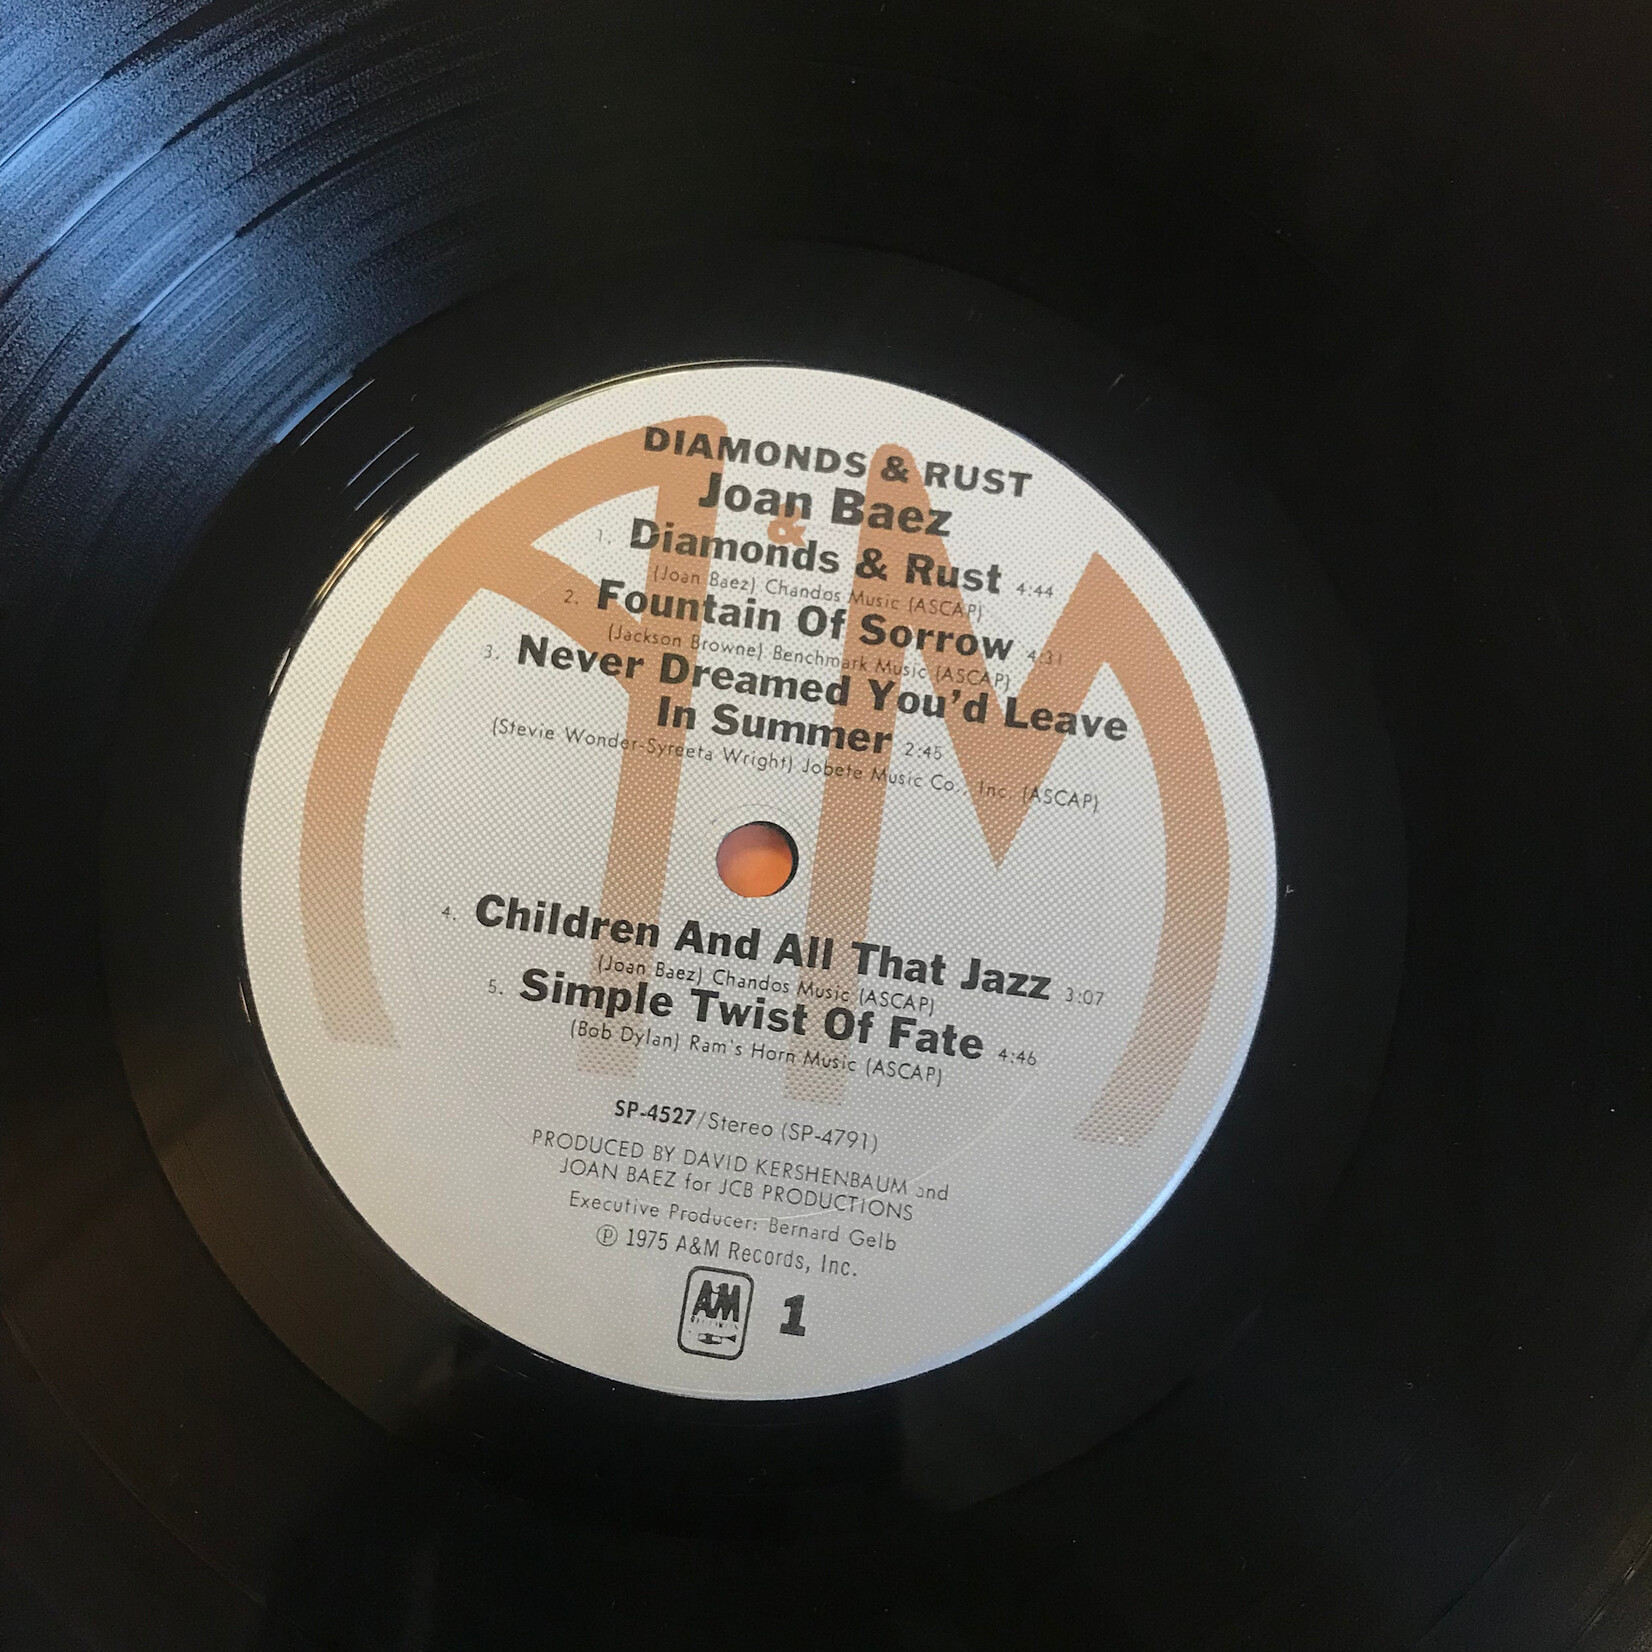 DIAMONDS & RUST
Joan Baez
1. Diamonds & Rust 4:44
(Joan Baez) Chandos Music (ASCAP)
2. Fountain Of Sorrow 4:31
(Jackson Browne) Benchmark Music (ASCAP)
3. Never Dreamed You'd Leave
In Summer 2:45
(Stevie Wonder-Syreeta Wright) Jobete Music Co., Inc. (ASCAP)
4. Children And All That Jazz 3:07
(Joan Baez) Chandos Music (ASCAP)
5. Simple Twist Of Fate 4:46
(Bob Dylan) Ram's Horn Music (ASCAP)
SP-4527/Stereo (SP-4791)
PRODUCED BY DAVID KERSHENBAUM and
JOAN BAEZ for JCB PRODUCTIONS
Executive Producer: Bernard Gelb
℗ 1975 A&M Records, Inc.
A&M
RECORDS
1
A&M